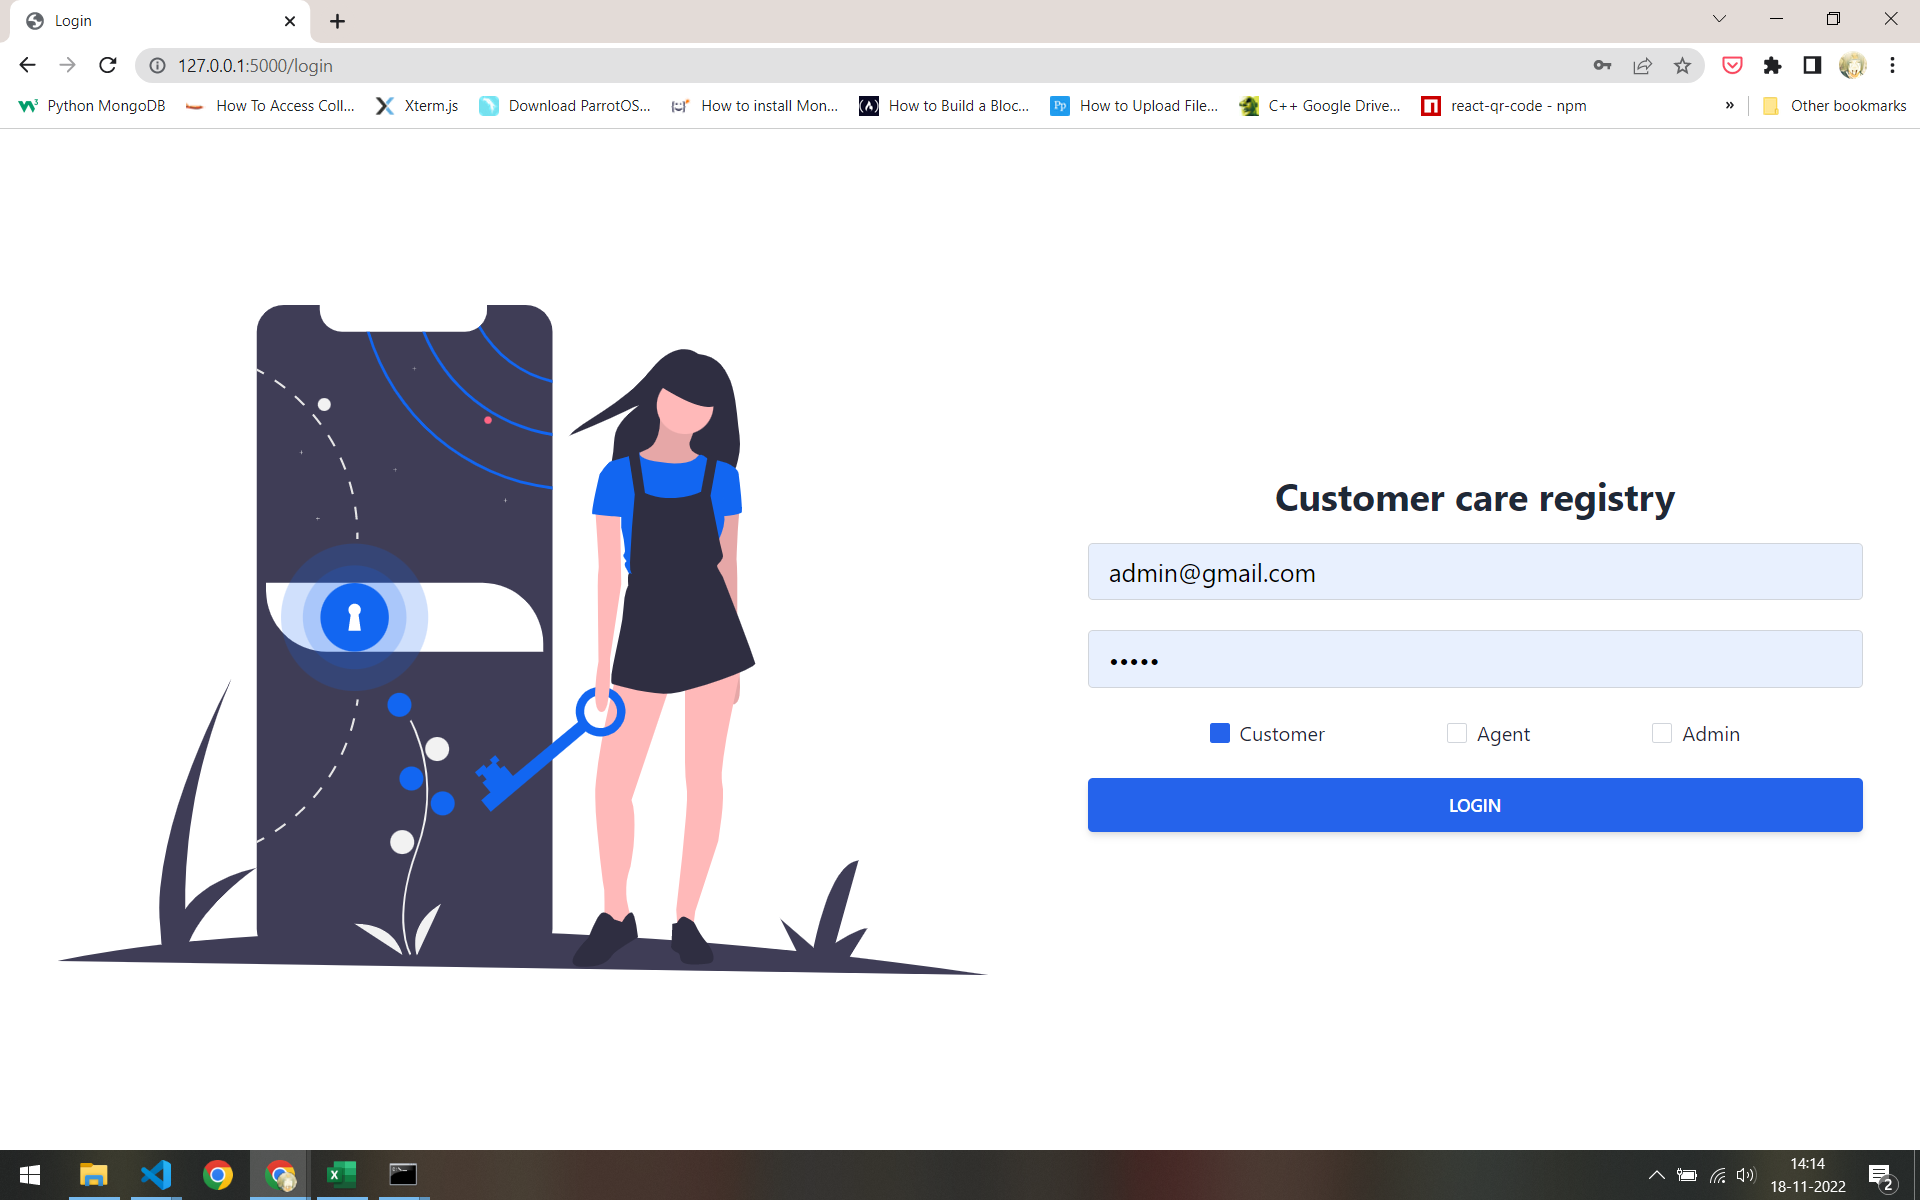 Login
127.0.0.1:5000/login
Python MongoDB
How To Access Coll...
Xterm.js
Download ParrotOS...
How to install Mon...
How to Build a Bloc...
Pp
How to Upload File...
C++ Google Drive...
react-qr-code - npm
»
Other bookmarks
Customer care registry
admin@gmail.com
•••••
Customer
Agent
Admin
LOGIN
14:14
18-11-2022
2